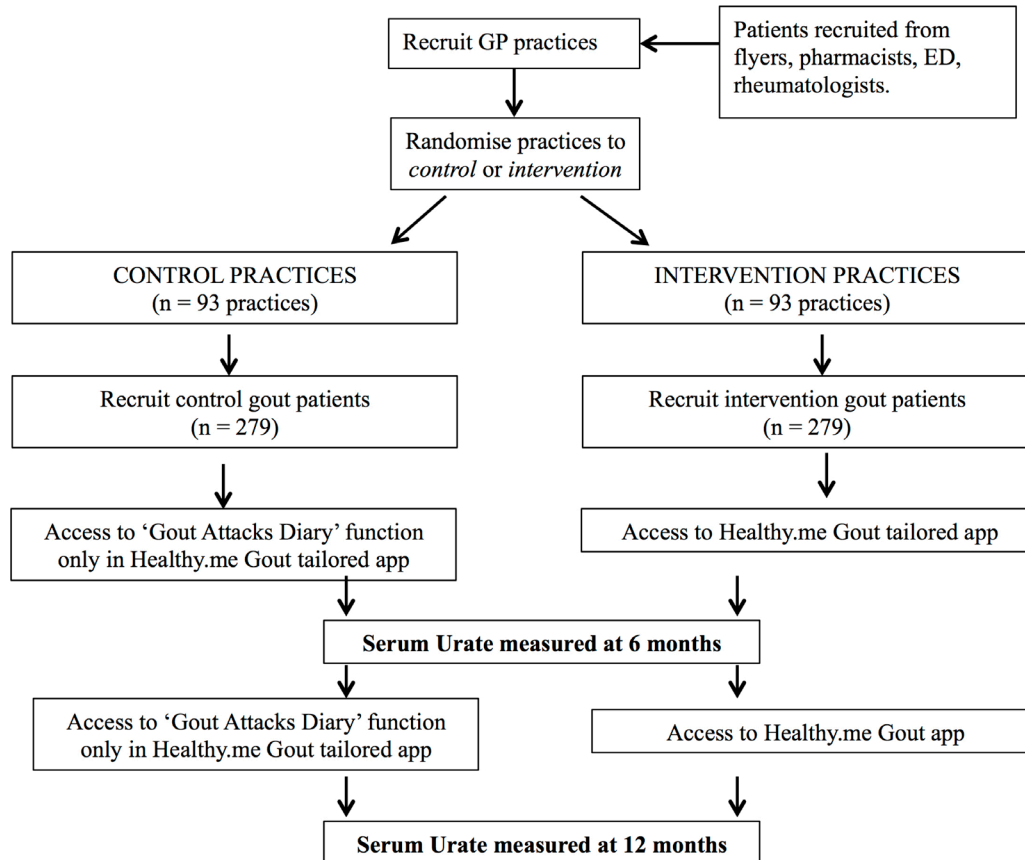 Recruit GP practices
Patients recruited from
flyers, pharmacists, ED,
rheumatologists.
Randomise practices to
control or intervention
CONTROL PRACTICES
(n = 93 practices)
INTERVENTION PRACTICES
(n = 93 practices)
Recruit control gout patients
(n = 279)
Recruit intervention gout patients
(n = 279)
Access to ‘Gout Attacks Diary’ function
only in Healthy.me Gout tailored app
Access to Healthy.me Gout tailored app
Serum Urate measured at 6 months
Access to ‘Gout Attacks Diary’ function
only in Healthy.me Gout tailored app
Access to Healthy.me Gout app
Serum Urate measured at 12 months